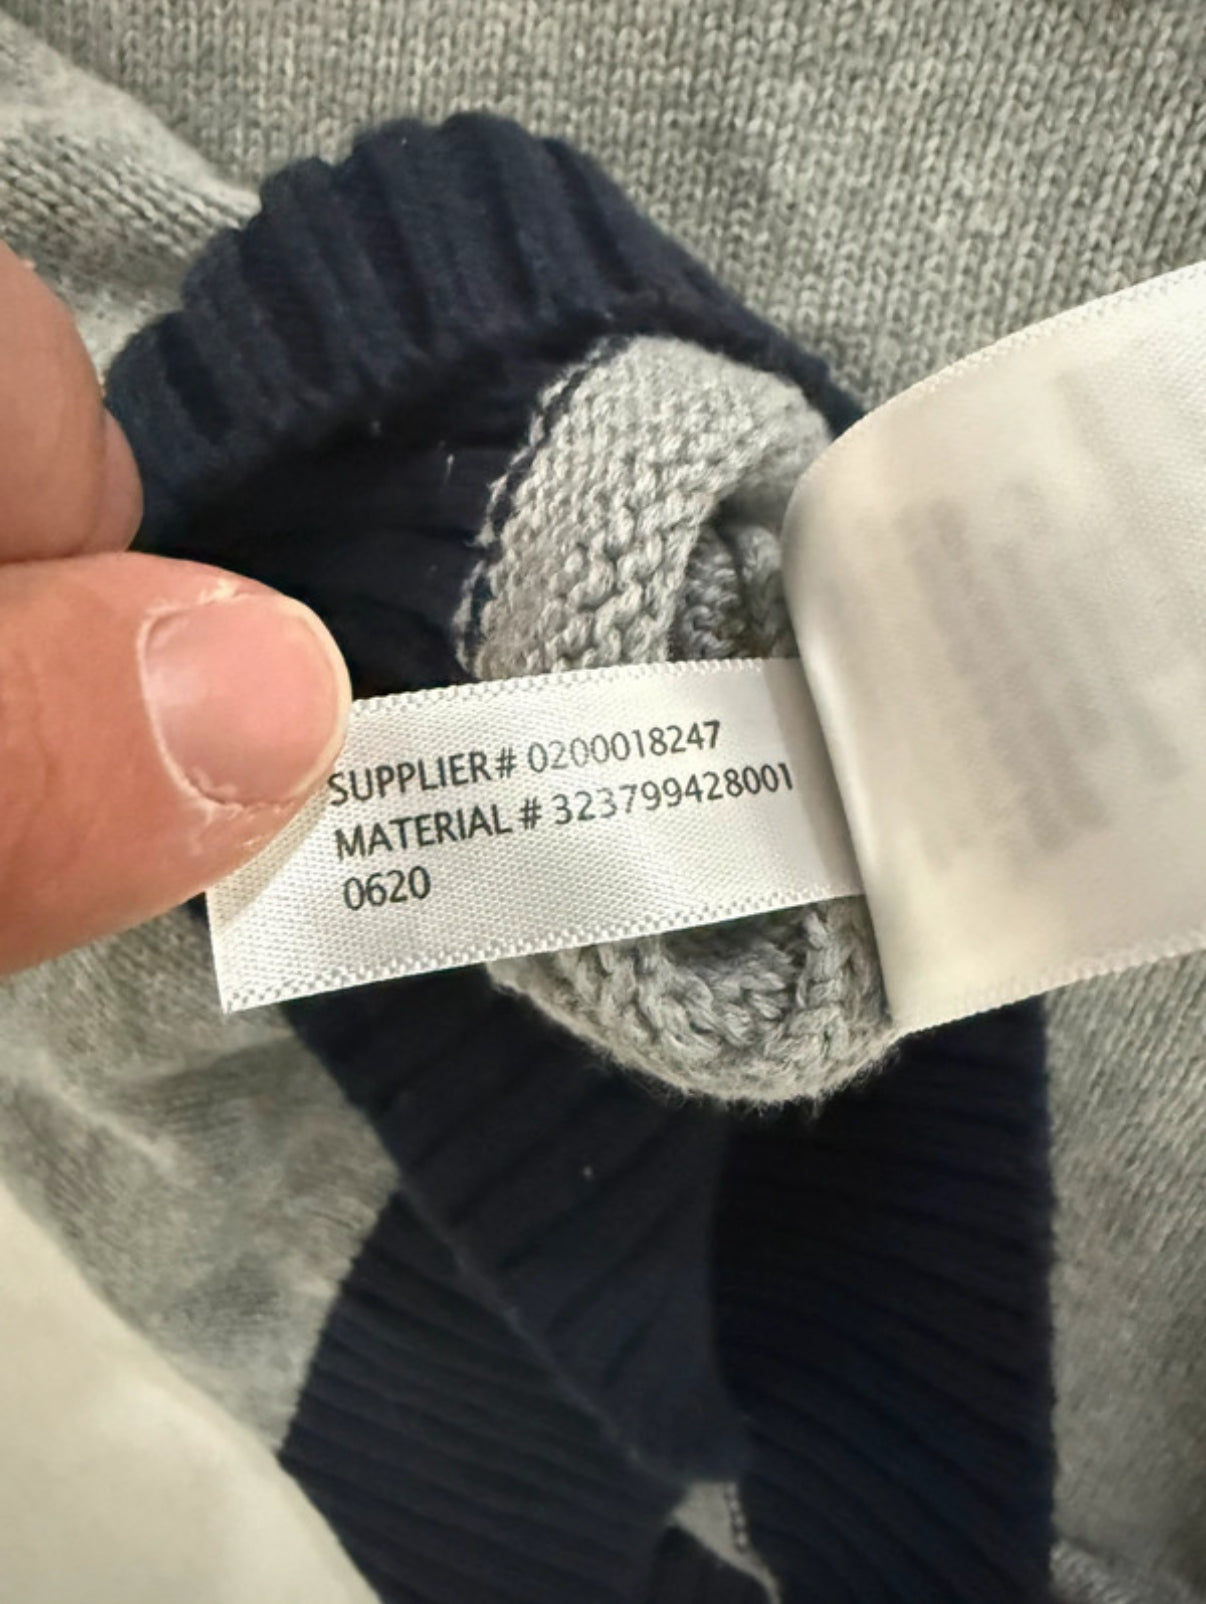 SUPPLIER# 0200018247
MATERIAL # 323799428001
0620